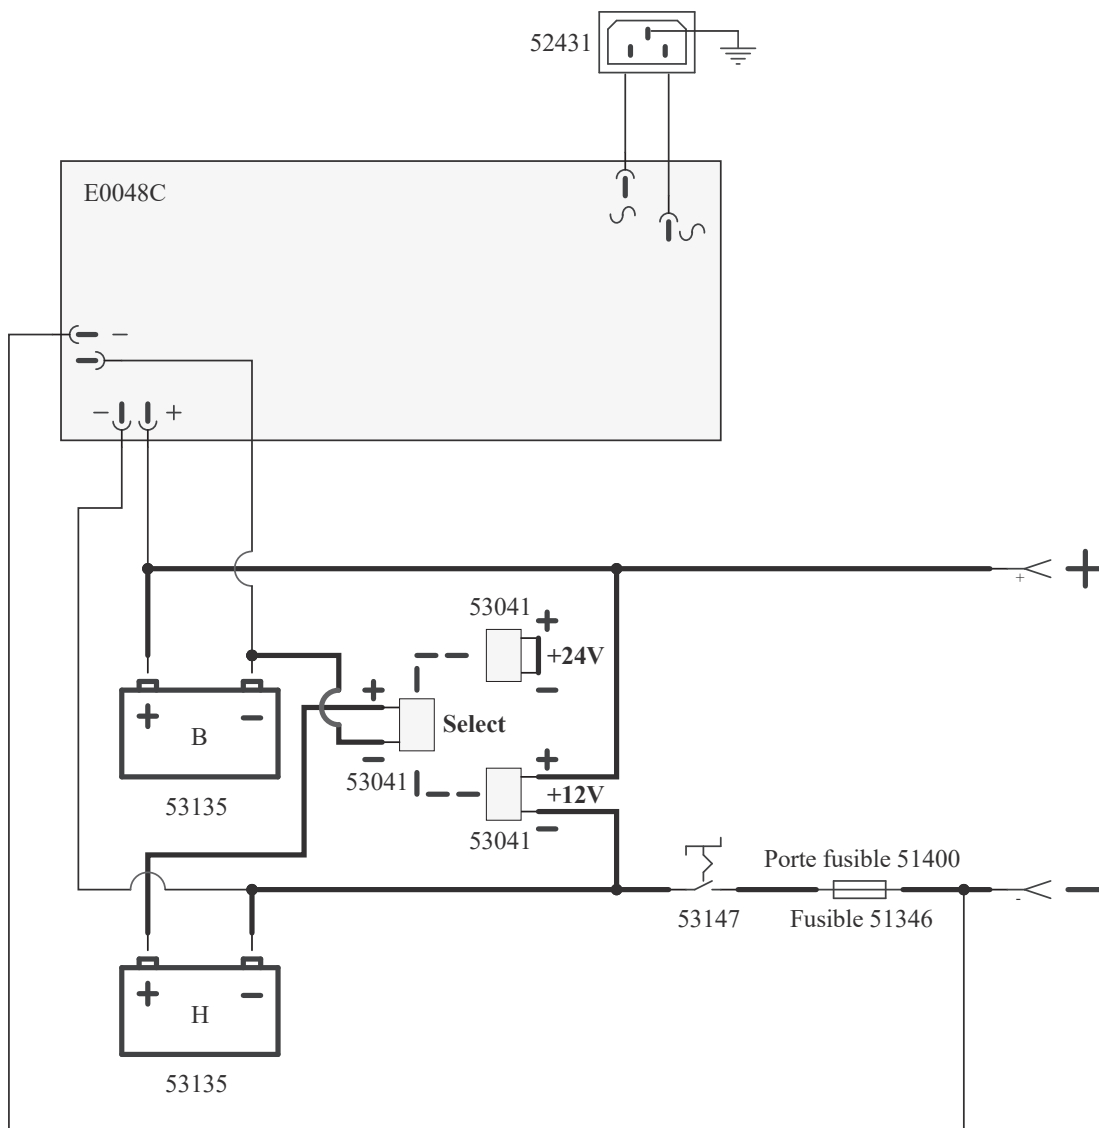 52431
E0048C
−
− +
+
53041
+
+24V
−
+
Select
−
53041
+
+12V
−
53041
+ −
B
53135
Porte fusible 51400
53147
Fusible 51346
-
+ −
H
53135